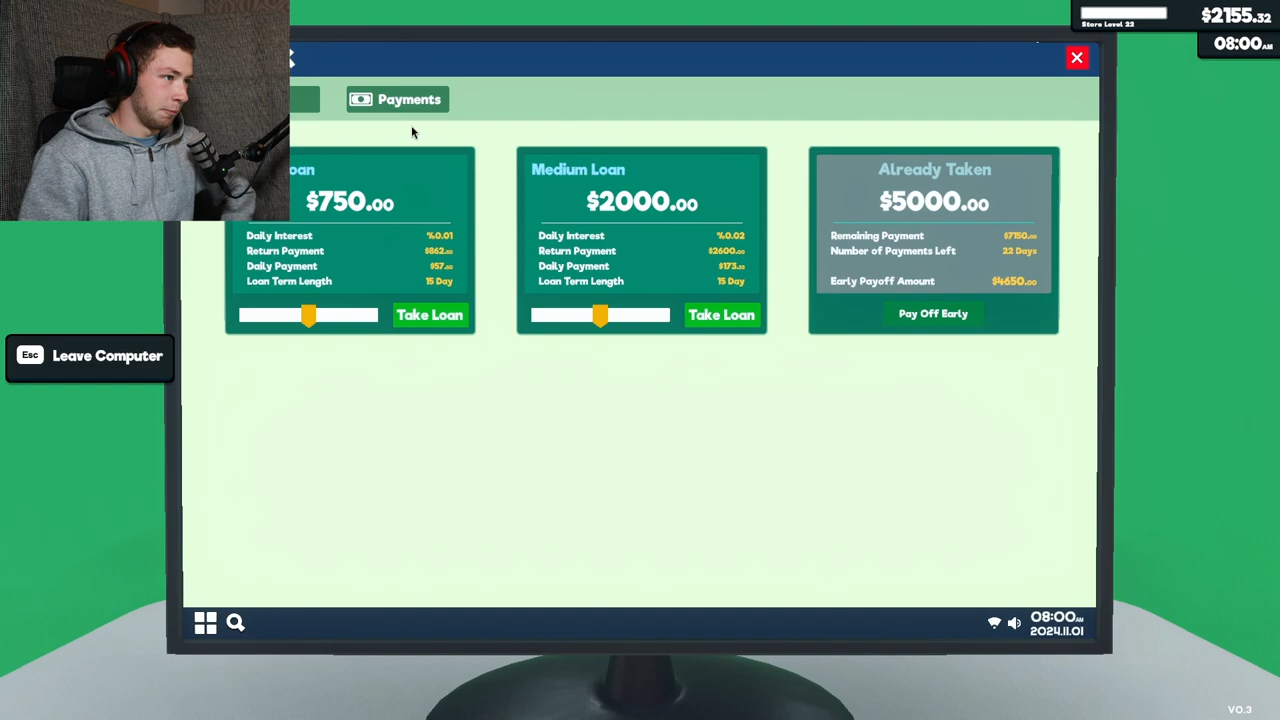 $2155.32
Store Level 22
08:00AM
Payments
oan
$750.00
Daily Interest %0.01
Return Payment $862.50
Daily Payment $57.50
Loan Term Length 15 Day
Take Loan
Medium Loan
$2000.00
Daily Interest %0.02
Return Payment $2600.00
Daily Payment $173.33
Loan Term Length 15 Day
Take Loan
Already Taken
$5000.00
Remaining Payment $7150.00
Number of Payments Left 22 Days
Early Payoff Amount $4650.00
Pay Off Early
Esc Leave Computer
08:00AM
2024.11.01
V0.3